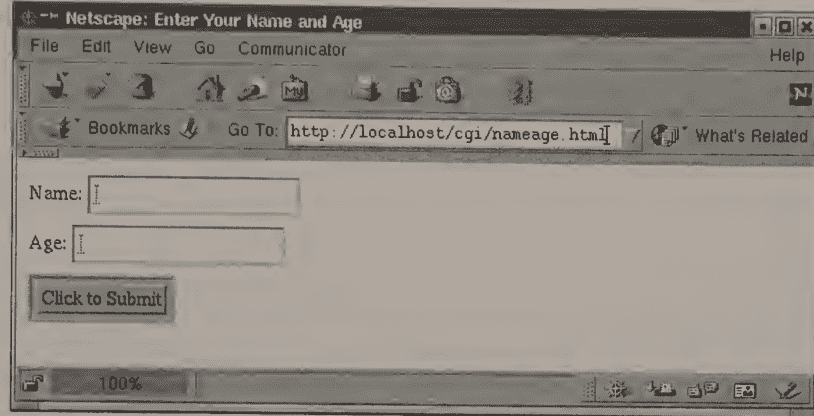 Netscape: Enter Your Name and Age
File Edit View Go Communicator Help
My N
Bookmarks Go To: http://localhost/cgi/nameage.html What's Related
Name:
Age:
Click to Submit
100%